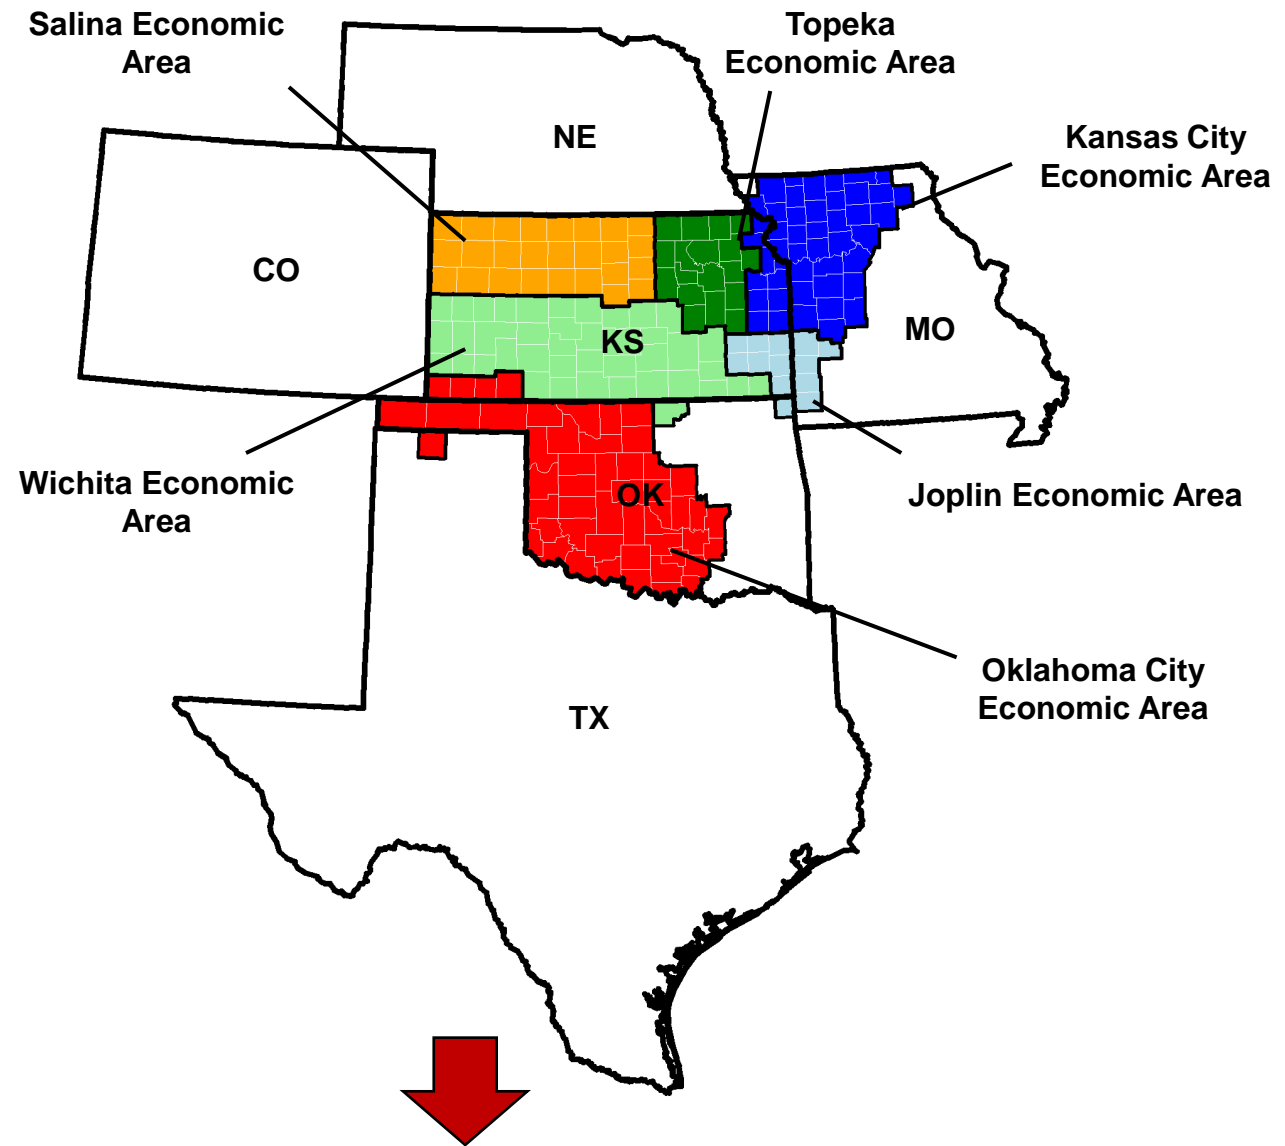 Salina Economic
Area
Topeka
Economic Area
NE
Kansas City
Economic Area
CO
KS
MO
Wichita Economic
Area
OK
Joplin Economic Area
Oklahoma City
Economic Area
TX